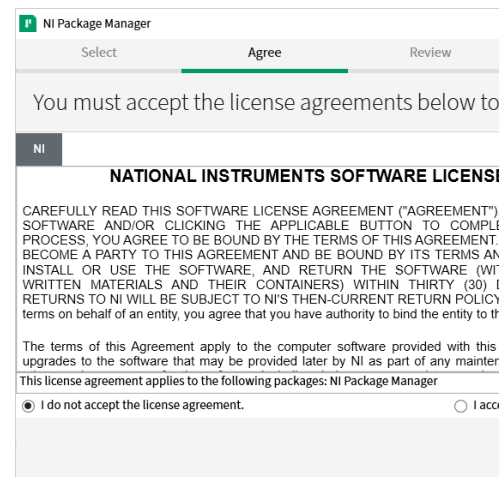 NI Package Manager
Select Agree Review
You must accept the license agreements below to
NI
NATIONAL INSTRUMENTS SOFTWARE LICENSE
CAREFULLY READ THIS SOFTWARE LICENSE AGREEMENT ("AGREEMENT")
SOFTWARE AND/OR CLICKING THE APPLICABLE BUTTON TO COMPLE
PROCESS, YOU AGREE TO BE BOUND BY THE TERMS OF THIS AGREEMENT.
BECOME A PARTY TO THIS AGREEMENT AND BE BOUND BY ITS TERMS AN
INSTALL OR USE THE SOFTWARE, AND RETURN THE SOFTWARE (WIT
WRITTEN MATERIALS AND THEIR CONTAINERS) WITHIN THIRTY (30)
RETURNS TO NI WILL BE SUBJECT TO NI'S THEN-CURRENT RETURN POLICY
terms on behalf of an entity, you agree that you have authority to bind the entity to th
The terms of this Agreement apply to the computer software provided with this
upgrades to the software that may be provided later by NI as part of any mainten
This license agreement applies to the following packages: NI Package Manager
I do not accept the license agreement. I acc